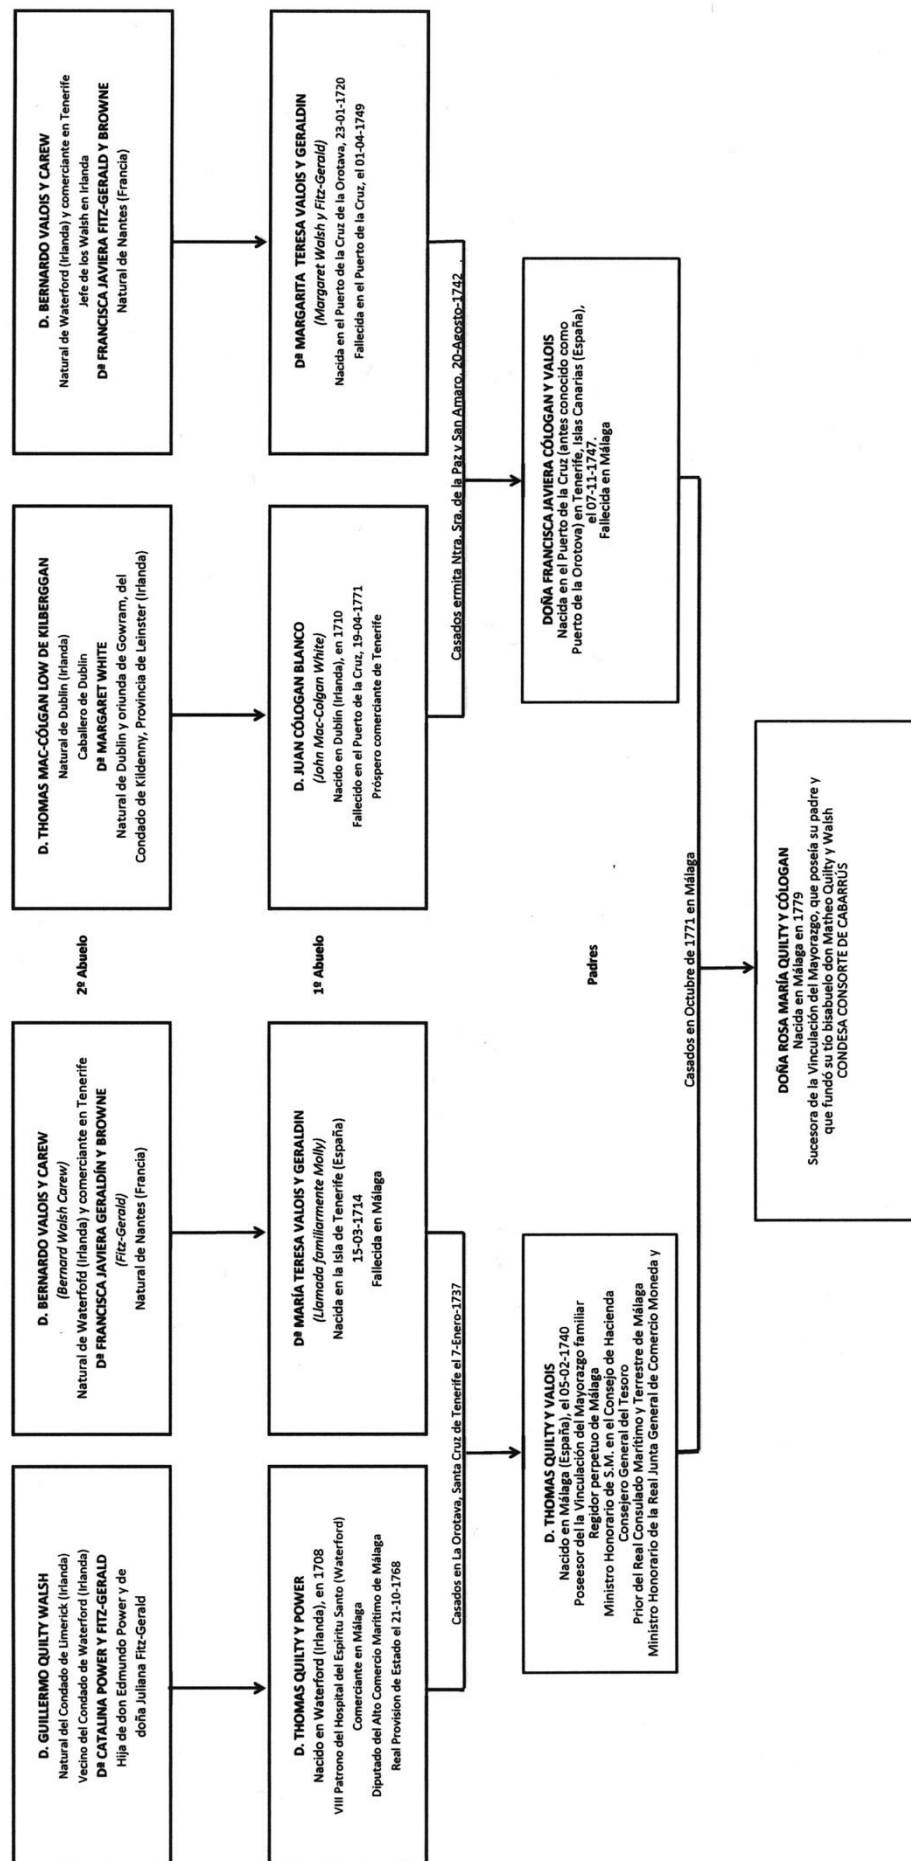 D. GUILLERMO QUILTY WALSH
Natural del Condado de Limerick (Irlanda)
Vecino del Condado de Waterford (Irlanda)
Dª CATALINA POWER Y FITZ-GERALD
Hija de don Edmundo Power y de
doña Juliana Fitz-Gerald
D. BERNARDO VALOIS Y CAREW
(Bernard Walsh Carew)
Natural de Waterfofd (Irlanda) y comerciante en Tenerife
Dª FRANCISCA JAVIERA GERALDÍN Y BROWNE
(Fitz-Gerald)
Natural de Nantes (Francia)
2º Abuelo
D. THOMAS MAC-CÓLGAN LOW DE KILBERGGAN
Natural de Dublin (Irlanda)
Caballero de Dublin
Dª MARGARET WHITE
Natural de Dublin y oriunda de Gowram, del
Condado de Kildenny, Provincia de Leinster (Irlanda)
D. BERNARDO VALOIS Y CAREW
Natural de Waterford (Irlanda) y comerciante en Tenerife
Jefe de los Walsh en Irlanda
Dª FRANCISCA JAVIERA FITZ-GERALD Y BROWNE
Natural de Nantes (Francia)
D. THOMAS QUILTY Y POWER
Nacido en Waterford (Irlanda), en 1708
VIII Patrono del Hospital del Espíritu Santo (Waterford)
Comerciante en Málaga
Diputado del Alto Comercio Marítimo de Málaga
Real Provision de Estado el 21-10-1768
Dª MARÍA TERESA VALOIS Y GERALDIN
(Llamada familiarmente Molly)
Nacida en la Isla de Tenerife (España)
15-03-1714
Fallecida en Málaga
1º Abuelo
D. JUAN CÓLOGAN BLANCO
(John Mac-Colgan White)
Nacido en Dublin (Irlanda), en 1710
Fallecido en el Puerto de la Cruz, 19-04-1771
Próspero comerciante de Tenerife
Dª MARGARITA TERESA VALOIS Y GERALDIN
(Margaret Walsh y Fitz-Gerald)
Nacida en el Puerto de la Cruz de la Orotava, 23-01-1720
Fallecida en el Puerto de la Cruz, el 01-04-1749
Casados en La Orotava, Santa Cruz de Tenerife el 7-Enero-1737
Casados ermita Ntra. Sra. de la Paz y San Amaro, 20-Agosto-1742
D. THOMAS QUILTY Y VALOIS
Nacido en Málaga (España), el 05-02-1740
Poseesor del la Vinculación del Mayorazgo familiar
Regidor perpetuo de Málaga
Ministro Honorario de S.M. en el Consejo de Hacienda
Consejero General del Tesoro
Prior del Real Consulado Marítimo y Terrestre de Málaga
Ministro Honorario de la Real Junta General de Comercio Moneda y
Padres
DOÑA FRANCISCA JAVIERA CÓLOGAN Y VALOIS
Nacida en el Puerto de la Cruz (antes conocido como
Puerto de la Orotova) en Tenerife, Islas Canarias (España),
el 07-11-1747.
Fallecida en Málaga
Casados en Octubre de 1771 en Málaga
DOÑA ROSA MARÍA QUILTY Y CÓLOGAN
Nacida en Málaga en 1779
Sucesora de la Vinculación del Mayorazgo, que poseía su padre y
que fundó su tío bisabuelo don Matheo Quilty y Walsh
CONDESA CONSORTE DE CABARRÚS